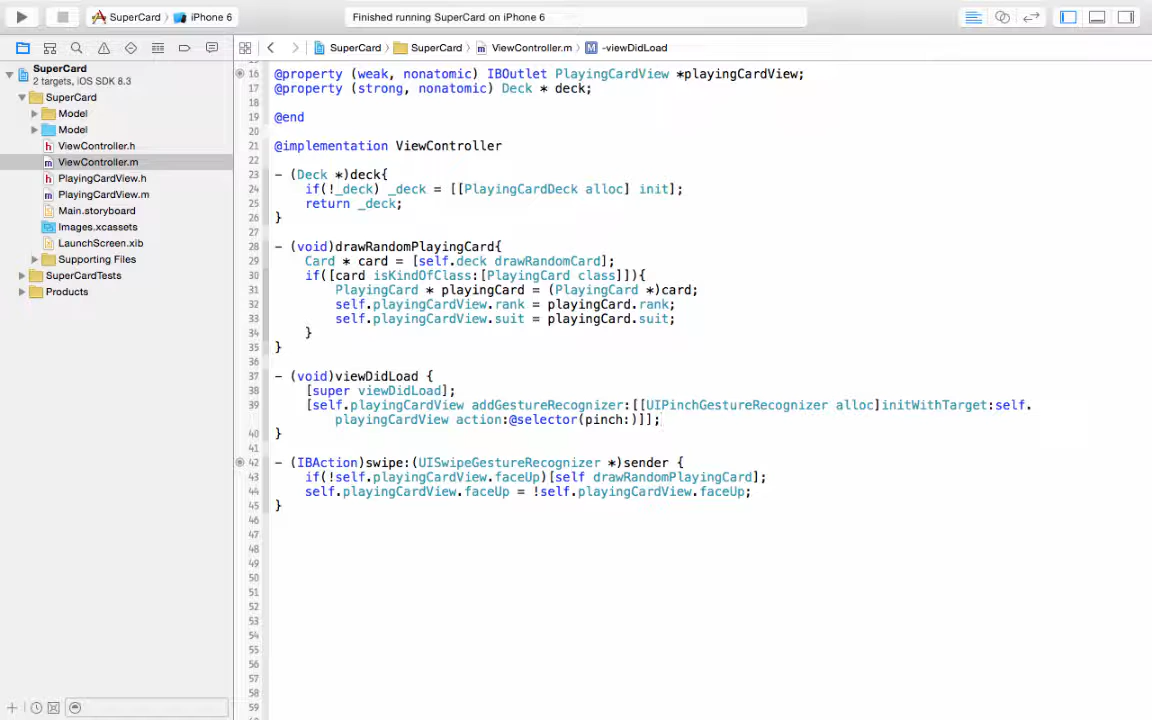 SuperCard
iPhone 6
Finished running SuperCard on iPhone 6
SuperCard
SuperCard
ViewController.m
-viewDidLoad
SuperCard
2 targets, iOS SDK 8.3
SuperCard
Model
Model
ViewController.h
ViewController.m
PlayingCardView.h
PlayingCardView.m
Main.storyboard
Images.xcassets
LaunchScreen.xib
Supporting Files
SuperCardTests
Products
16 @property (weak, nonatomic) IBOutlet PlayingCardView *playingCardView;
17 @property (strong, nonatomic) Deck * deck;
18
19 @end
20
21 @implementation ViewController
22
23 - (Deck *)deck{
24 if(!_deck) _deck = [[PlayingCardDeck alloc] init];
25 return _deck;
26 }
27
28 - (void)drawRandomPlayingCard{
29 Card * card = [self.deck drawRandomCard];
30 if([card isKindOfClass:[PlayingCard class]]){
31 PlayingCard * playingCard = (PlayingCard *)card;
32 self.playingCardView.rank = playingCard.rank;
33 self.playingCardView.suit = playingCard.suit;
34 }
35 }
36
37 - (void)viewDidLoad {
38 [super viewDidLoad];
39 [self.playingCardView addGestureRecognizer:[[UIPinchGestureRecognizer alloc]initWithTarget:self.
playingCardView action:@selector(pinch:)]];
40 }
41
42 - (IBAction)swipe:(UISwipeGestureRecognizer *)sender {
43 if(!self.playingCardView.faceUp)[self drawRandomPlayingCard];
44 self.playingCardView.faceUp = !self.playingCardView.faceUp;
45 }
46
47
48
49
50
51
52
53
54
55
56
57
58
59